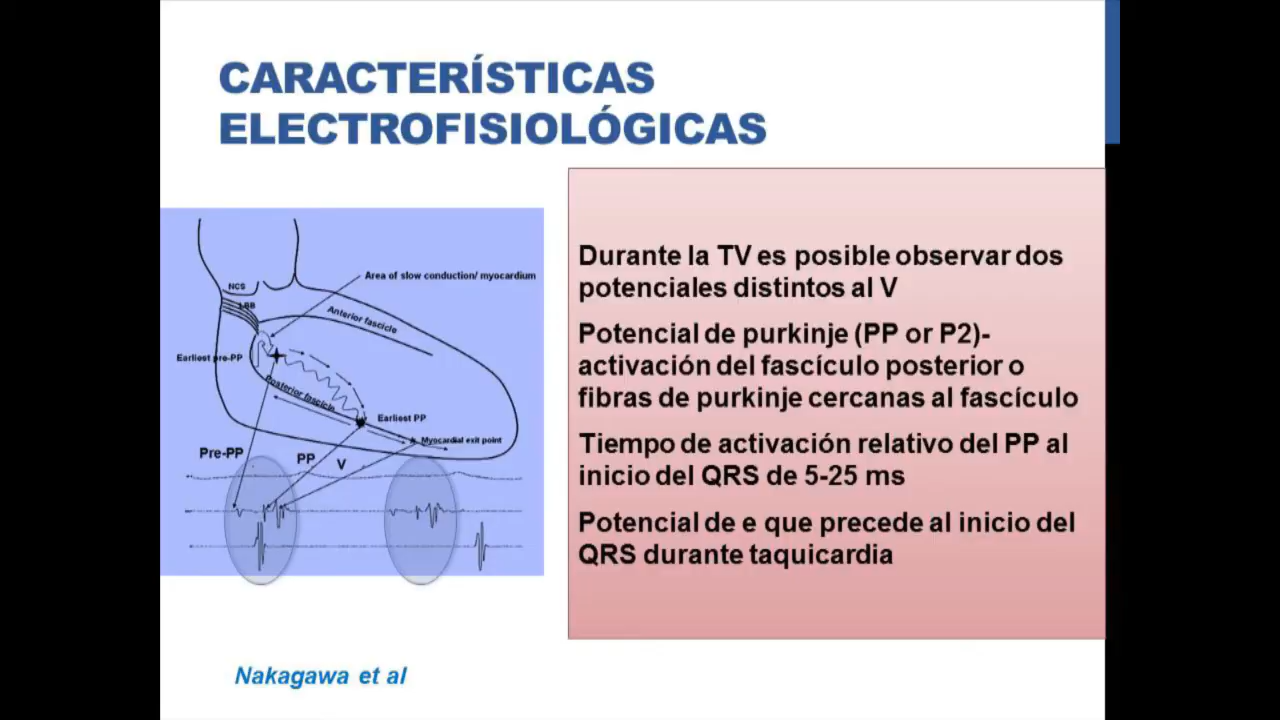 CARACTERÍSTICAS
ELECTROFISIOLÓGICAS
Area of slow conduction/ myocardium
NCS
LBB
Anterior fascicle
Earliest pre-PP
Posterior fascicle
Earliest PP
Myocardial exit point
Pre-PP
PP
V
Durante la TV es posible observar dos
potenciales distintos al V
Potencial de purkinje (PP or P2)-
activación del fascículo posterior o
fibras de purkinje cercanas al fascículo
Tiempo de activación relativo del PP al
inicio del QRS de 5-25 ms
Potencial de e que precede al inicio del
QRS durante taquicardia
Nakagawa et al